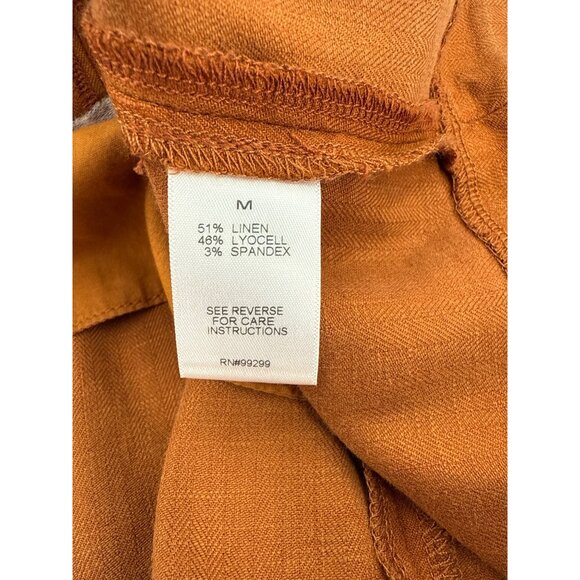 M
51% LINEN
46% LYOCELL
3% SPANDEX
SEE REVERSE
FOR CARE
INSTRUCTIONS
RN#99299